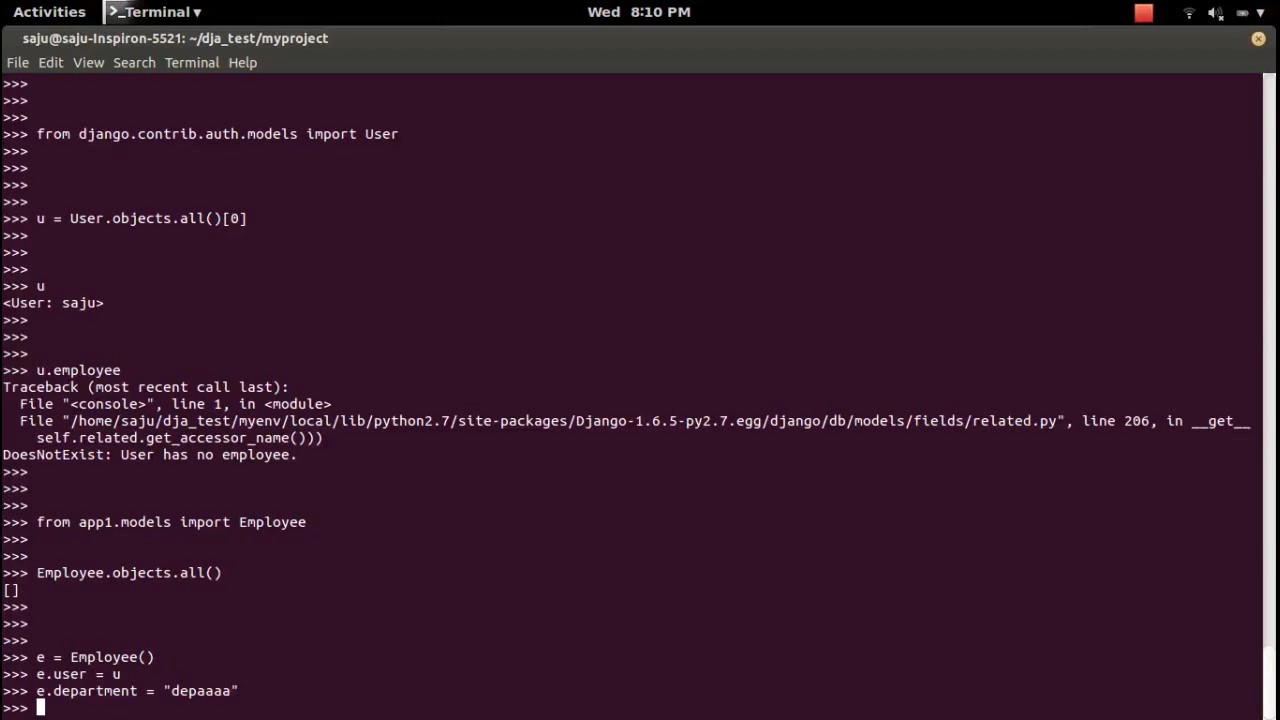 Activities
Terminal
Wed 8:10 PM
saju@saju-Inspiron-5521: ~/dja_test/myproject
File Edit View Search Terminal Help
>>>
>>>
>>>
>>> from django.contrib.auth.models import User
>>>
>>>
>>>
>>>
>>> u = User.objects.all()[0]
>>>
>>>
>>>
>>> u
<User: saju>
>>>
>>>
>>>
>>> u.employee
Traceback (most recent call last):
  File "<console>", line 1, in <module>
  File "/home/saju/dja_test/myenv/local/lib/python2.7/site-packages/Django-1.6.5-py2.7.egg/django/db/models/fields/related.py", line 206, in __get__
    self.related.get_accessor_name()))
DoesNotExist: User has no employee.
>>>
>>>
>>>
>>> from app1.models import Employee
>>>
>>>
>>> Employee.objects.all()
[]
>>>
>>>
>>>
>>> e = Employee()
>>> e.user = u
>>> e.department = "depaaaa"
>>>